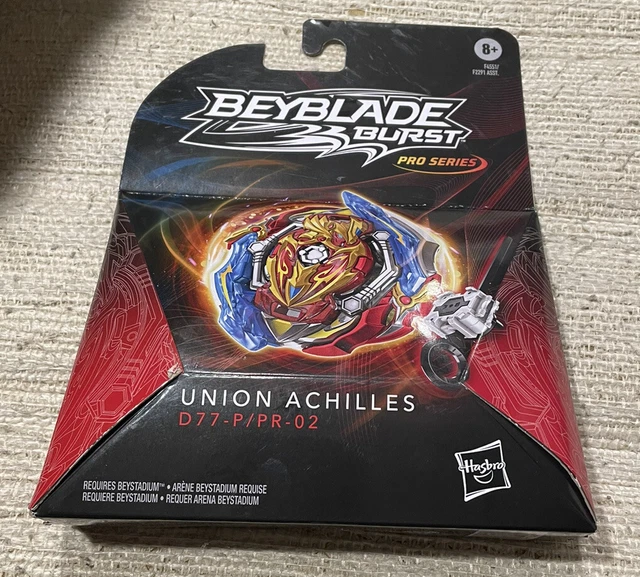 8+
F4551/
F2291 ASST.
BEYBLADE
BURST™
PRO SERIES
UNION ACHILLES
D77-P/PR-02
Hasbro
REQUIRES BEYSTADIUM™ • ARÈNE BEYSTADIUM REQUISE
REQUIERE BEYSTADIUM • REQUER ARENA BEYSTADIUM